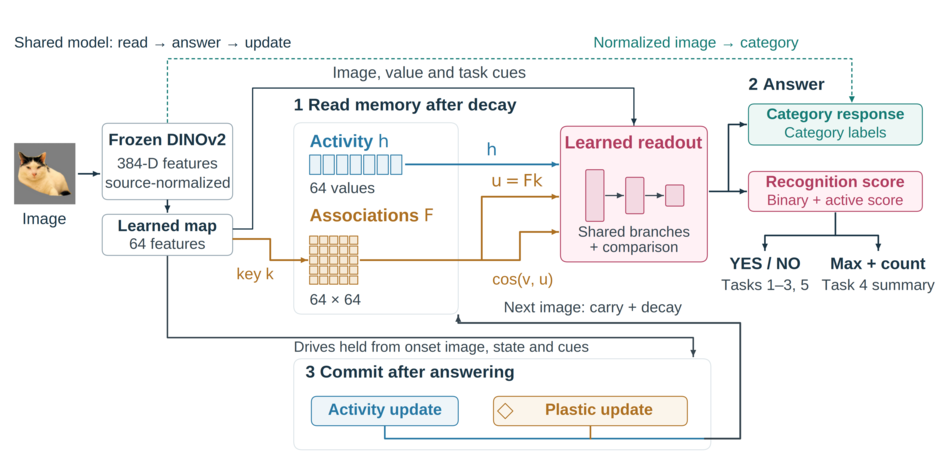 Shared model: read → answer → update
Normalized image → category
Image, value and task cues
2 Answer
1 Read memory after decay
Category response
Category labels
Frozen DINOv2
384-D features
source-normalized
Activity h
64 values
h
u = Fk
Learned readout
Shared branches
+ comparison
Recognition score
Binary + active score
Image
Learned map
64 features
Associations F
64 × 64
key k
cos(v, u)
YES / NO
Tasks 1–3, 5
Max + count
Task 4 summary
Next image: carry + decay
Drives held from onset image, state and cues
3 Commit after answering
Activity update
Plastic update